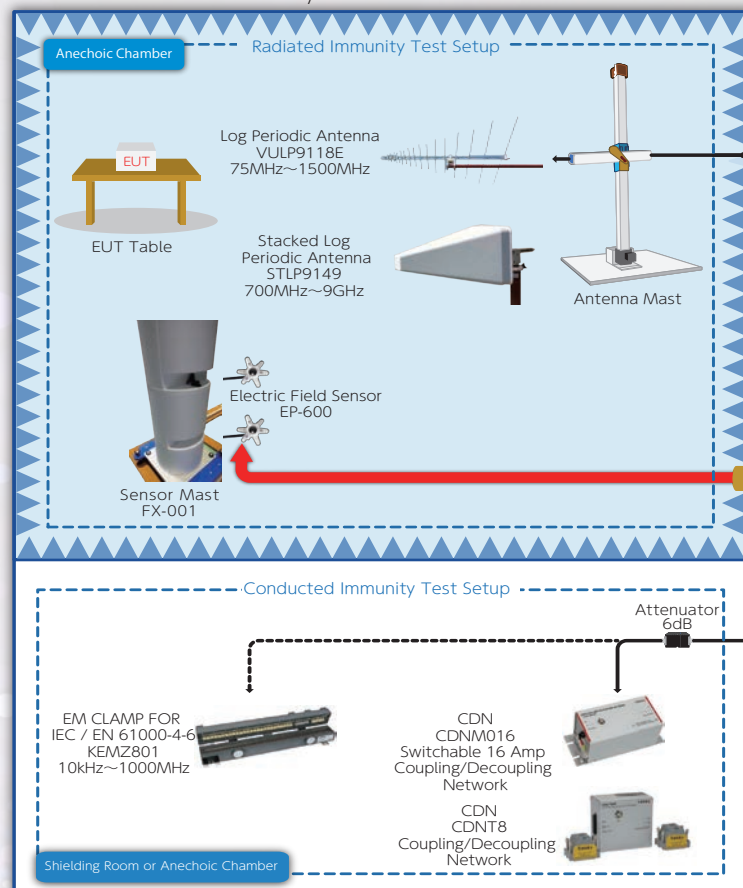 Anechoic Chamber
Radiated Immunity Test Setup
EUT
EUT Table
Log Periodic Antenna
VULP9118E
75MHz～1500MHz
Stacked Log
Periodic Antenna
STLP9149
700MHz～9GHz
Antenna Mast
Electric Field Sensor
EP-600
Sensor Mast
FX-001
Conducted Immunity Test Setup
Attenuator
6dB
EM CLAMP FOR
IEC / EN 61000-4-6
KEMZ801
10kHz～1000MHz
CDN
CDNM016
Switchable 16 Amp
Coupling/Decoupling
Network
CDN
CDNT8
Coupling/Decoupling
Network
Shielding Room or Anechoic Chamber